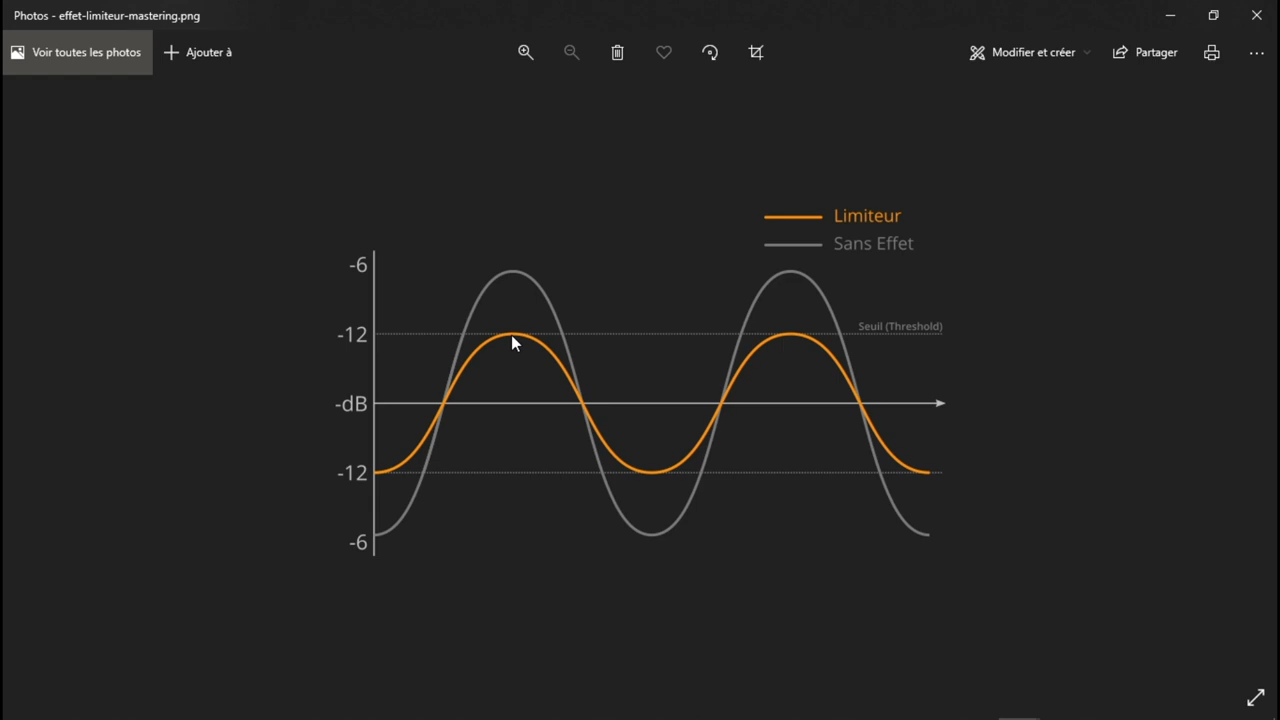 Photos - effet-limiteur-mastering.png
Voir toutes les photos
Ajouter à
Modifier et créer
Partager
Limiteur
Sans Effet
-6
-12
Seuil (Threshold)
-dB
-12
-6